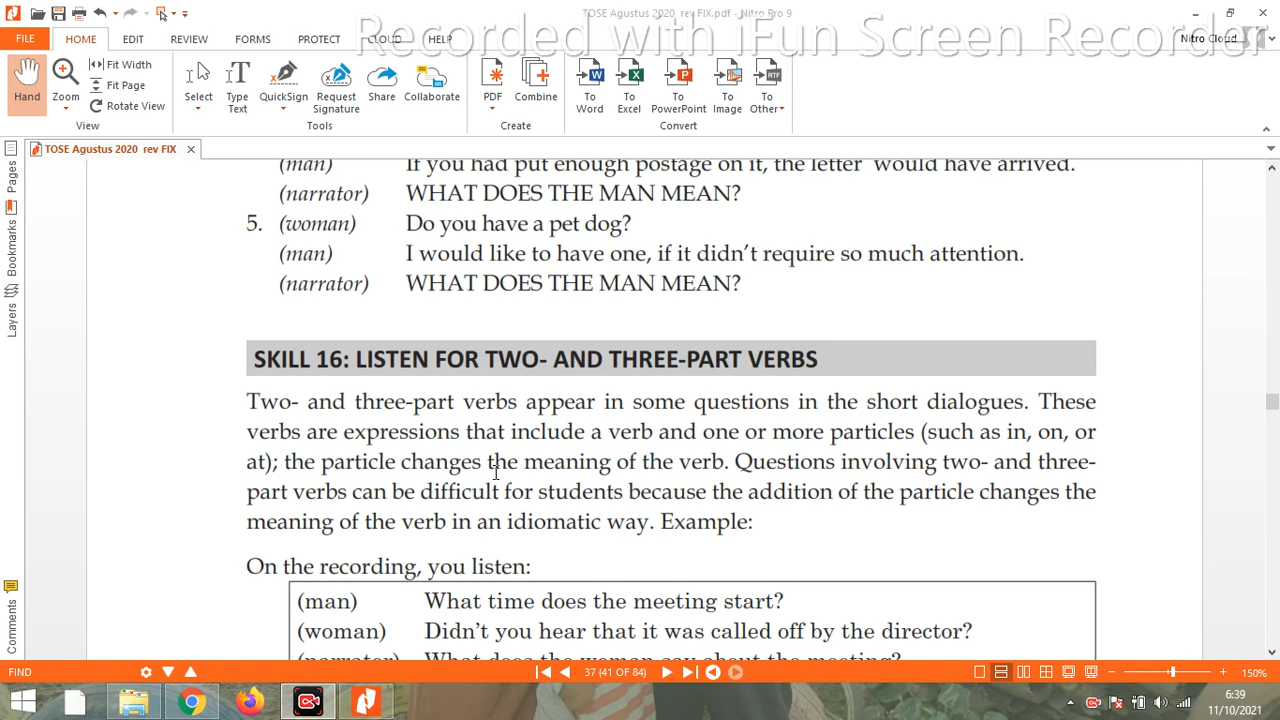 TOSE Agustus 2020 rev FIX.pdf - Nitro Pro 9
Recorded with iFun Screen Recorder
FILE HOME EDIT REVIEW FORMS PROTECT CLOUD HELP Nitro Cloud
Hand Zoom Fit Width Fit Page Rotate View Select Type Text QuickSign Request Signature Share Collaborate PDF Combine To Word To Excel To PowerPoint To Image To Other
View Tools Create Convert
TOSE Agustus 2020 rev FIX
Pages
Bookmarks
Layers
Comments
(man) If you had put enough postage on it, the letter would have arrived.
(narrator) WHAT DOES THE MAN MEAN?
5. (woman) Do you have a pet dog?
(man) I would like to have one, if it didn't require so much attention.
(narrator) WHAT DOES THE MAN MEAN?
SKILL 16: LISTEN FOR TWO- AND THREE-PART VERBS
Two- and three-part verbs appear in some questions in the short dialogues. These
verbs are expressions that include a verb and one or more particles (such as in, on, or
at); the particle changes the meaning of the verb. Questions involving two- and three-
part verbs can be difficult for students because the addition of the particle changes the
meaning of the verb in an idiomatic way. Example:
On the recording, you listen:
(man) What time does the meeting start?
(woman) Didn't you hear that it was called off by the director?
(narrator) What does the woman say about the meeting?
FIND 37 (41 OF 84) 150%
6:39
11/10/2021